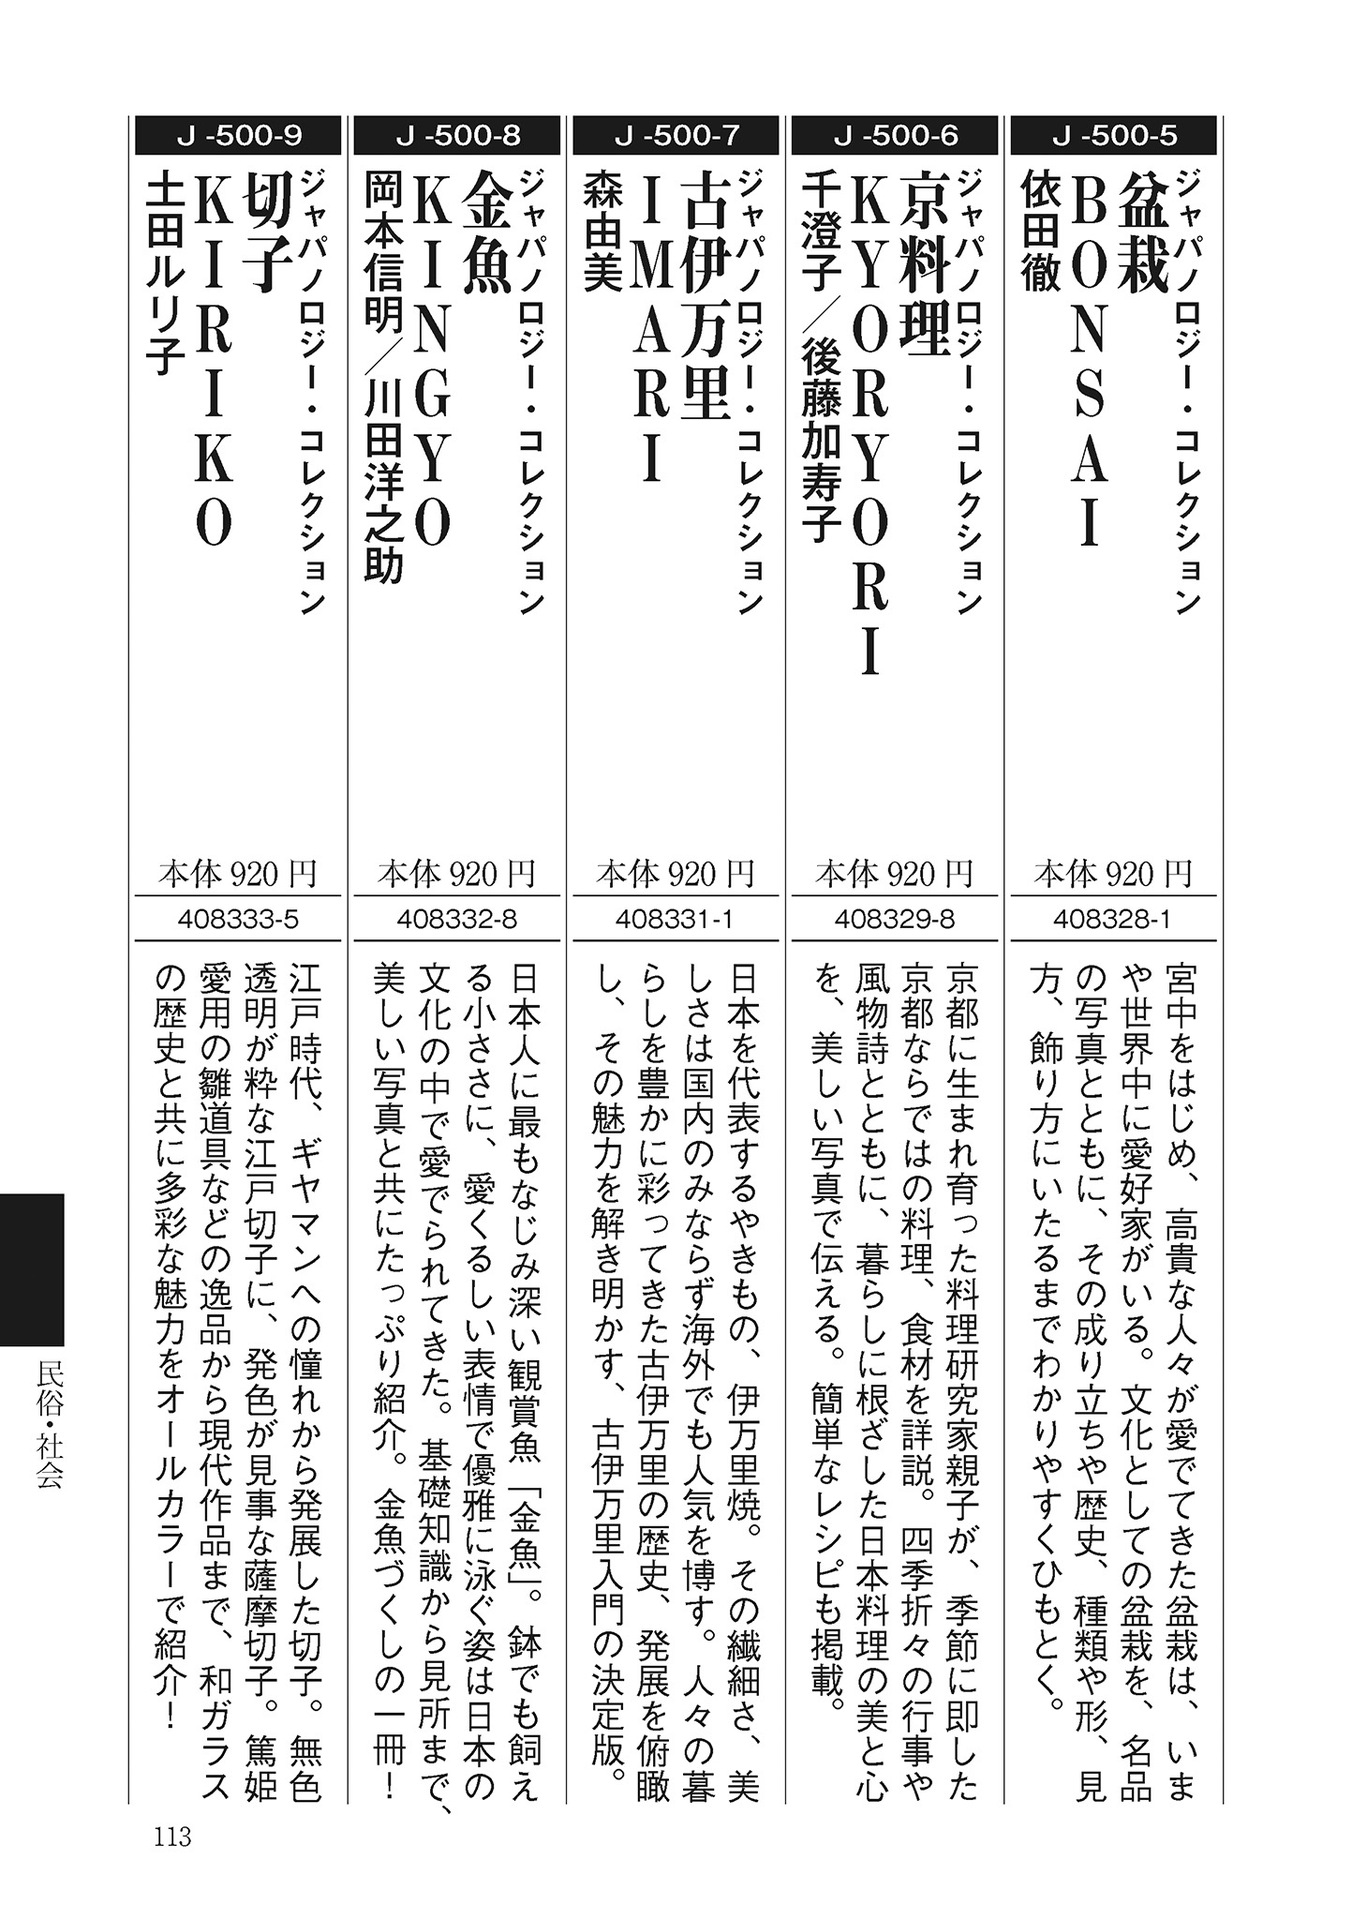 J-500-5
ジャパノロジー・コレクション
盆栽
BONSAI
依田徹
本体920円
408328-1
宮中をはじめ、高貴な人々が愛でてきた盆栽は、いま
や世界中に愛好家がいる。文化としての盆栽を、名品
の写真とともに、その成り立ちや歴史、種類や形、見
方、飾り方にいたるまでわかりやすくひもとく。
J-500-6
ジャパノロジー・コレクション
京料理
KYORYORI
千澄子／後藤加寿子
本体920円
408329-8
京都に生まれ育った料理研究家親子が、季節に即した
京都ならではの料理、食材を詳説。四季折々の行事や
風物詩とともに、暮らしに根ざした日本料理の美と心
を、美しい写真で伝える。簡単なレシピも掲載。
J-500-7
ジャパノロジー・コレクション
古伊万里
IMARI
森由美
本体920円
408331-1
日本を代表するやきもの、伊万里焼。その繊細さ、美
しさは国内のみならず海外でも人気を博す。人々の暮
らしを豊かに彩ってきた古伊万里の歴史、発展を俯瞰
し、その魅力を解き明かす、古伊万里入門の決定版。
J-500-8
ジャパノロジー・コレクション
金魚
KINGYO
岡本信明／川田洋之助
本体920円
408332-8
日本人に最もなじみ深い観賞魚「金魚」。鉢でも飼え
る小ささに、愛くるしい表情で優雅に泳ぐ姿は日本の
文化の中で愛でられてきた。基礎知識から見所まで、
美しい写真と共にたっぷり紹介。金魚づくしの一冊！
J-500-9
ジャパノロジー・コレクション
切子
KIRIKO
土田ルリ子
本体920円
408333-5
江戸時代、ギヤマンへの憧れから発展した切子。無色
透明が粋な江戸切子に、発色が見事な薩摩切子。篤姫
愛用の雛道具などの逸品から現代作品まで、和ガラス
の歴史と共に多彩な魅力をオールカラーで紹介！
民俗・社会
113